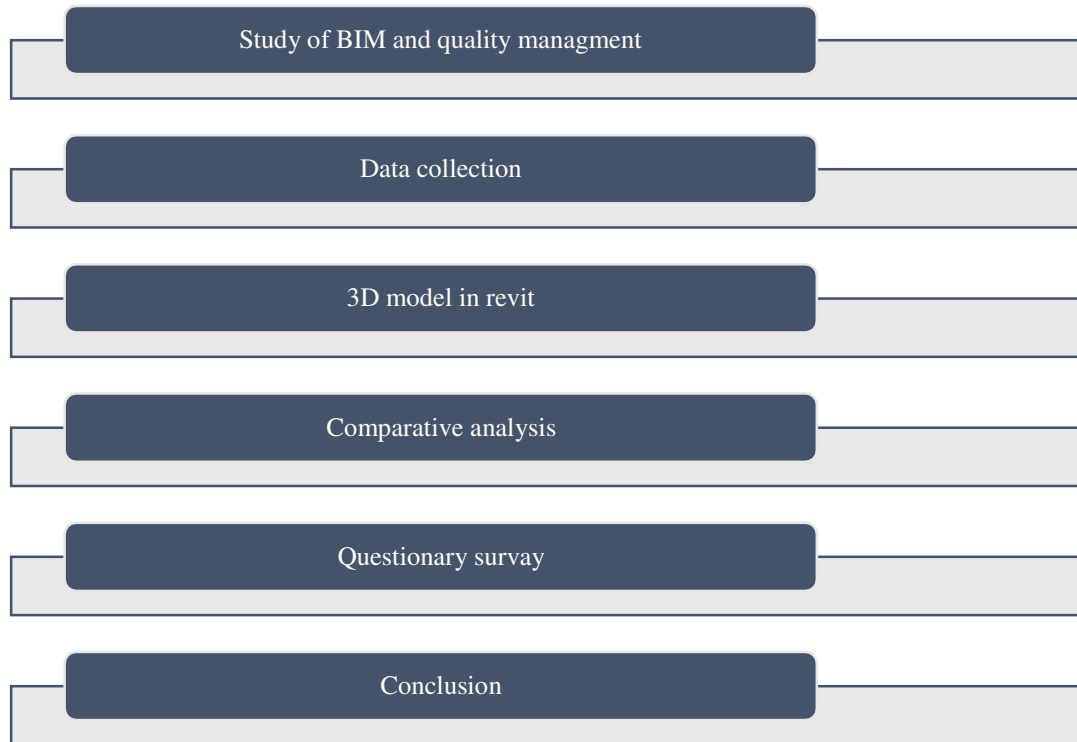 Study of BIM and quality managment
Data collection
3D model in revit
Comparative analysis
Questionary survay
Conclusion